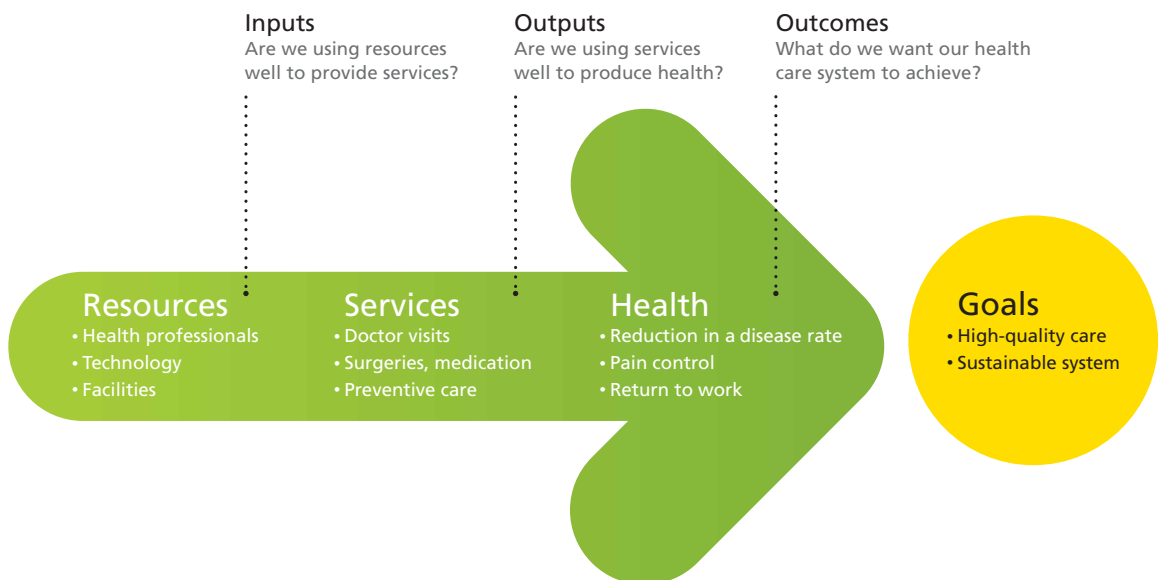 Inputs
Are we using resources
well to provide services?
Outputs
Are we using services
well to produce health?
Outcomes
What do we want our health
care system to achieve?
Resources
• Health professionals
• Technology
• Facilities
Services
• Doctor visits
• Surgeries, medication
• Preventive care
Health
• Reduction in a disease rate
• Pain control
• Return to work
Goals
• High-quality care
• Sustainable system